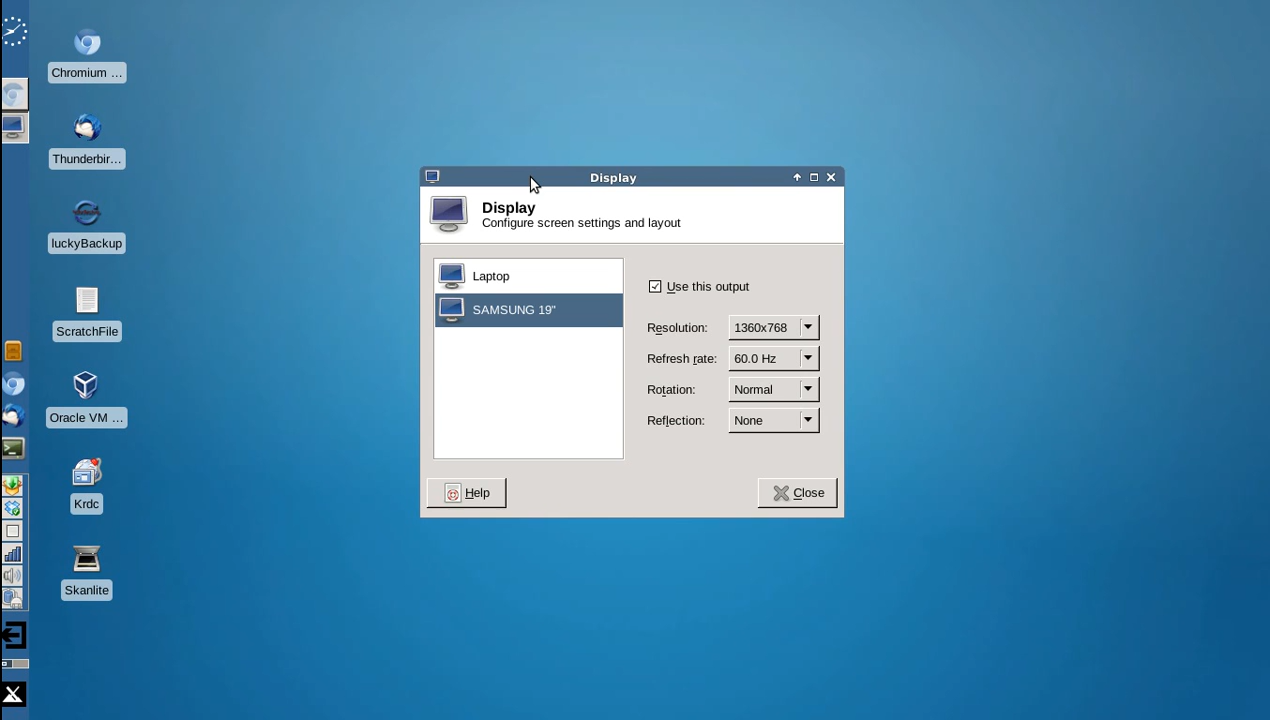 Chromium ...
Thunderbir...
luckyBackup
ScratchFile
Oracle VM ...
Krdc
Skanlite
Display
Display
Configure screen settings and layout
Laptop
SAMSUNG 19"
Use this output
Resolution: 1360x768
Refresh rate: 60.0 Hz
Rotation: Normal
Reflection: None
Help
Close